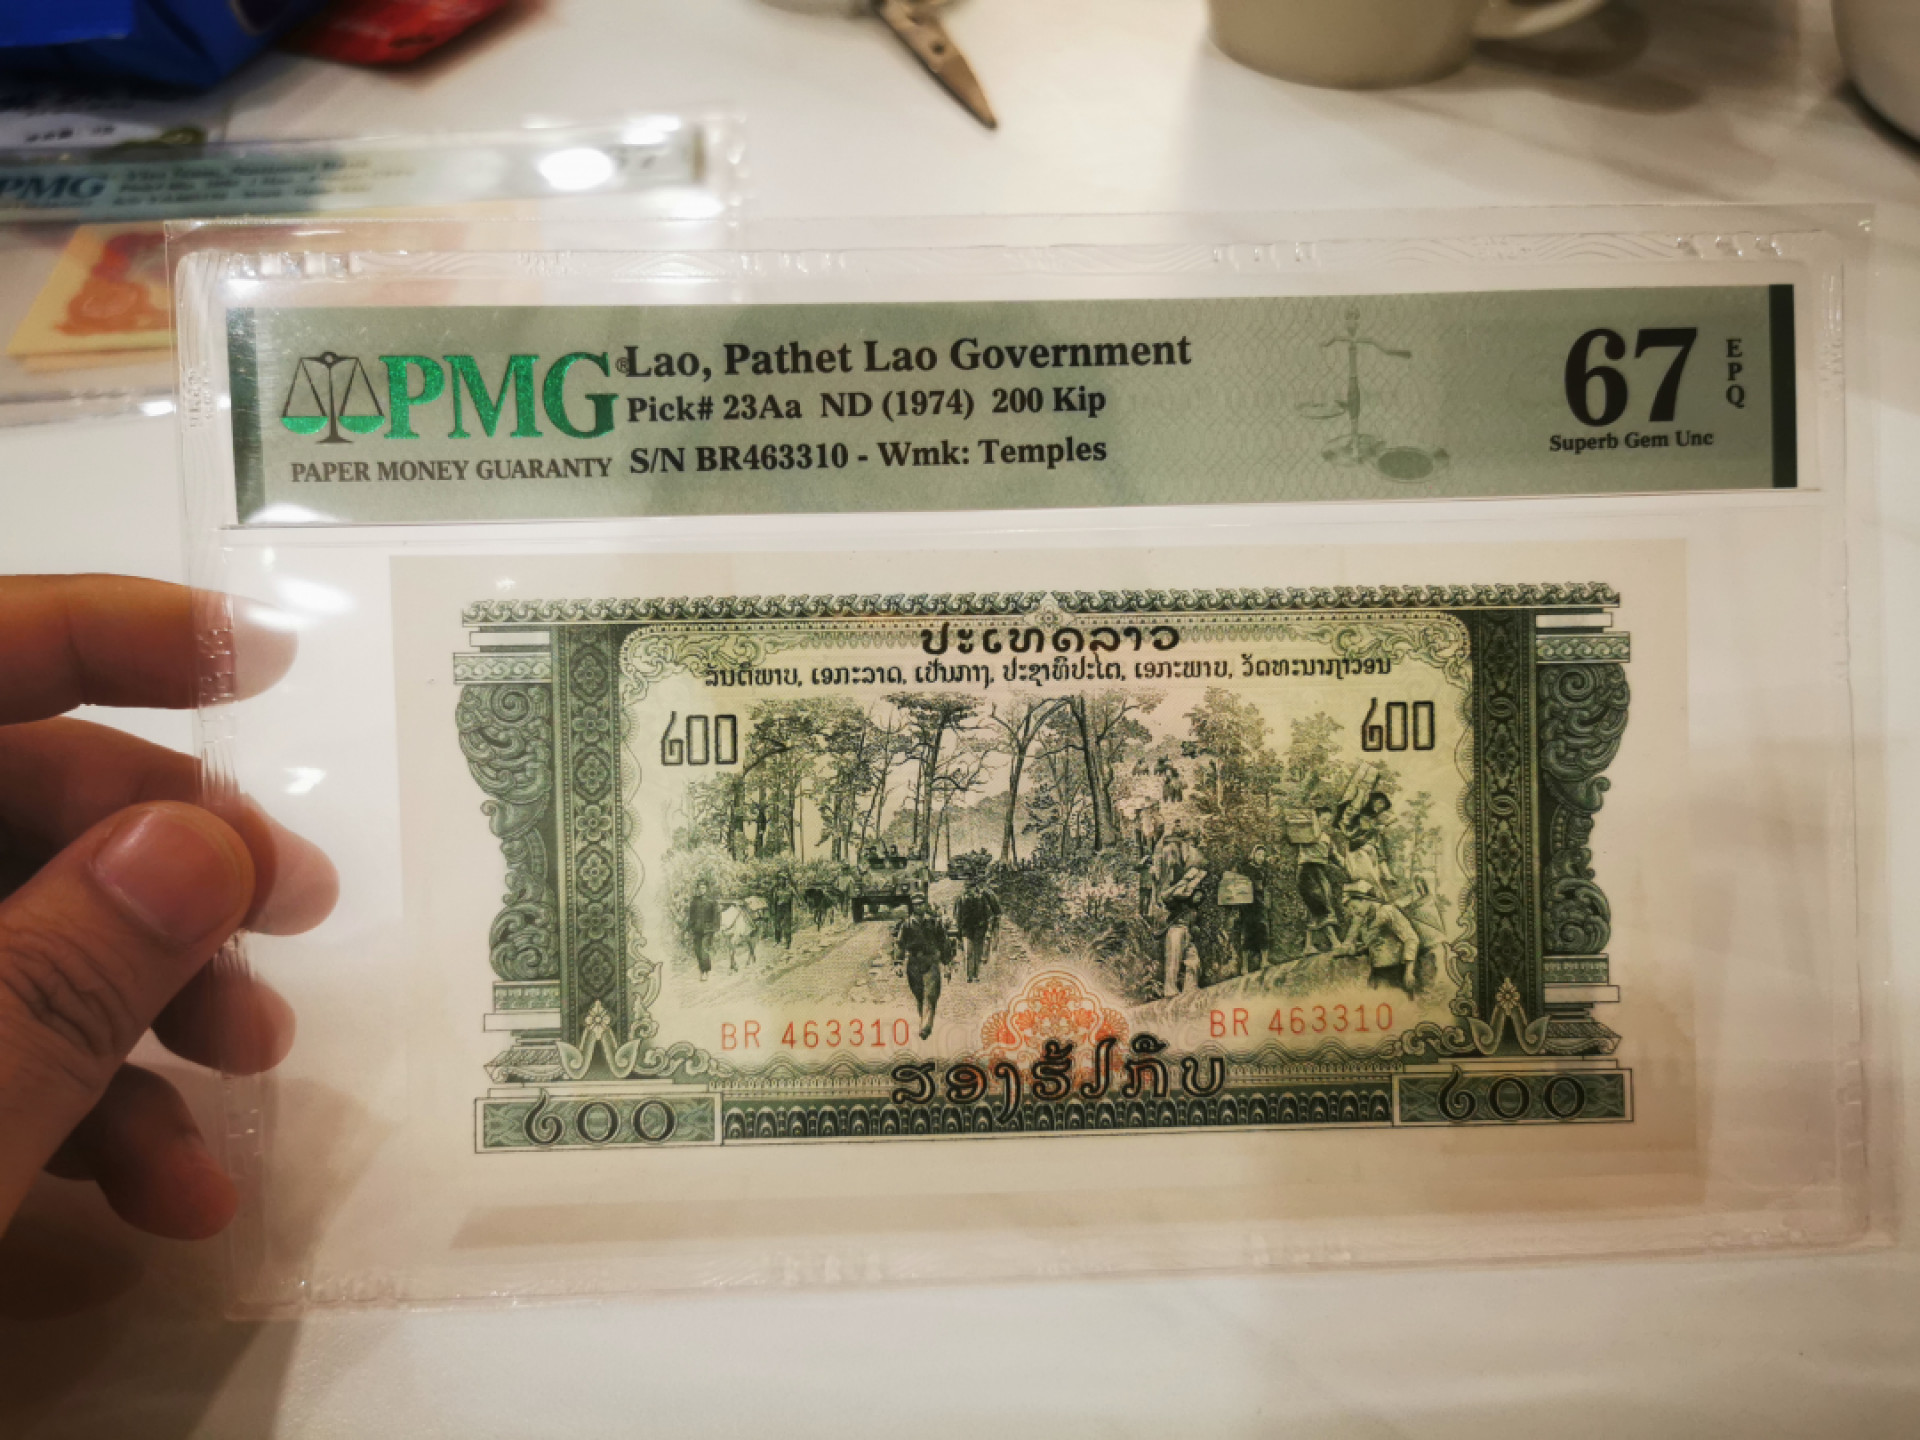 PMG
PMG®
PAPER MONEY GUARANTY
Lao, Pathet Lao Government
Pick# 23Aa ND (1974) 200 Kip
S/N BR463310 - Wmk: Temples
67
EPQ
Superb Gem Unc
ປະເທດລາວ
ສັນຕິພາບ, ເອກະລາດ, ເປັນກາງ, ປະຊາທິປະໄຕ, ເອກະພາບ, ວັດທະນາຖາວອນ
໒໐໐ ໒໐໐
BR 463310 BR 463310
ສອງຮ້ອຍກີບ
໒໐໐ ໒໐໐